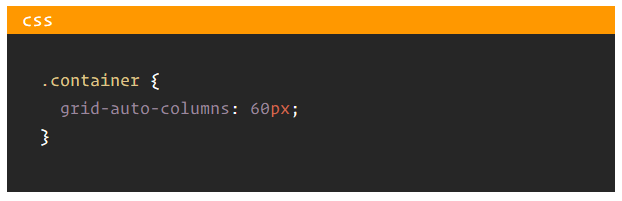 css
.container {
  grid-auto-columns: 60px;
}